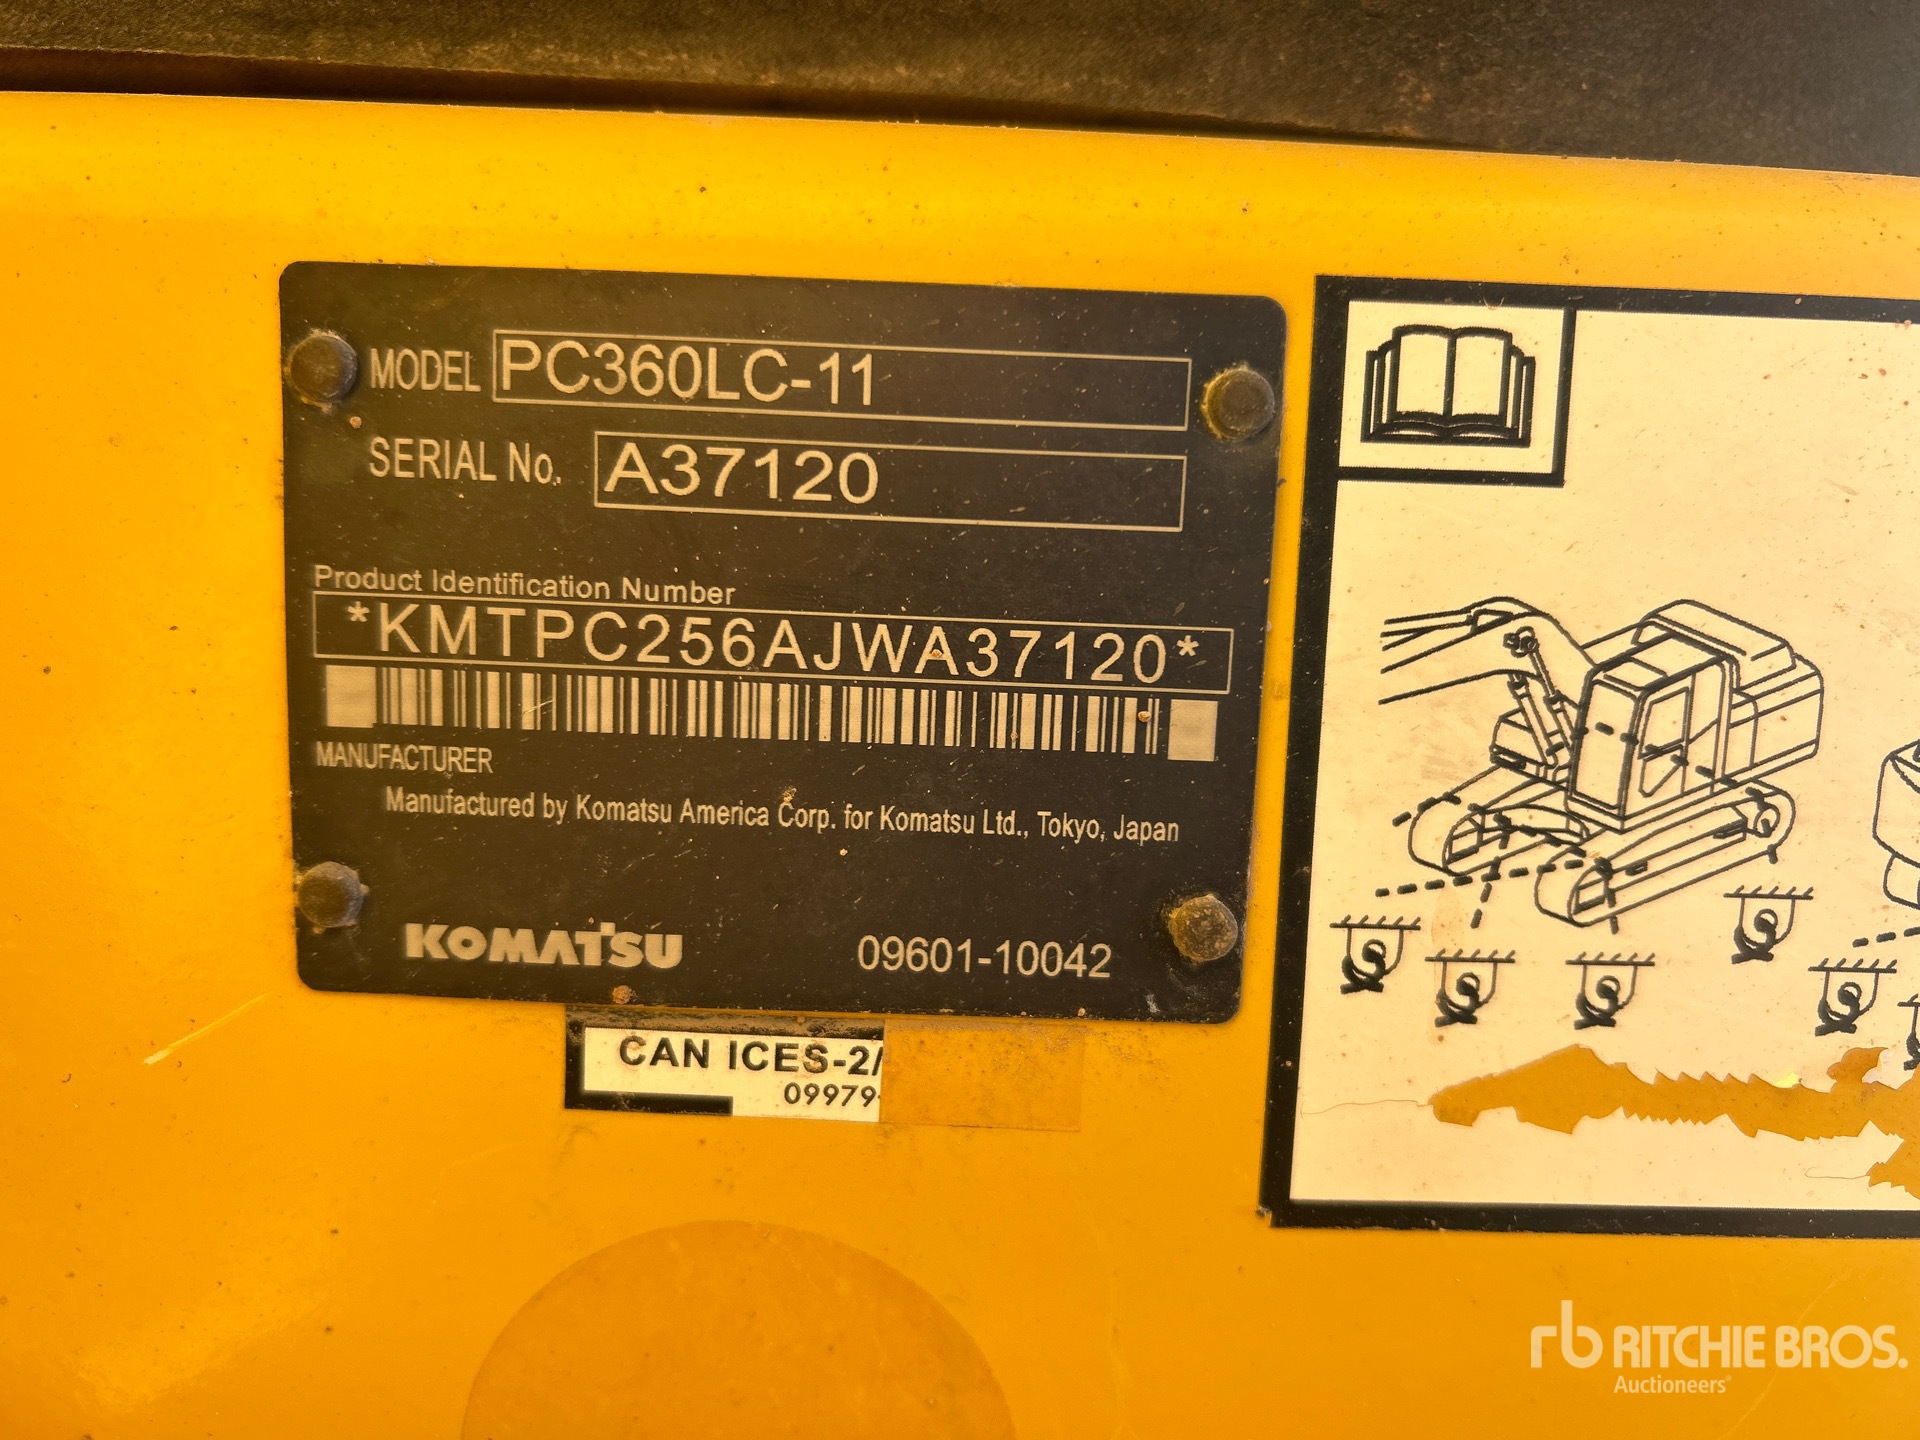 MODEL PC360LC-11
SERIAL No. A37120
Product Identification Number
*KMTPC256AJWA37120*
MANUFACTURER
Manufactured by Komatsu America Corp. for Komatsu Ltd., Tokyo, Japan
KOMATSU 09601-10042
CAN ICES-2/
09979-
rb RITCHIE BROS.
Auctioneers